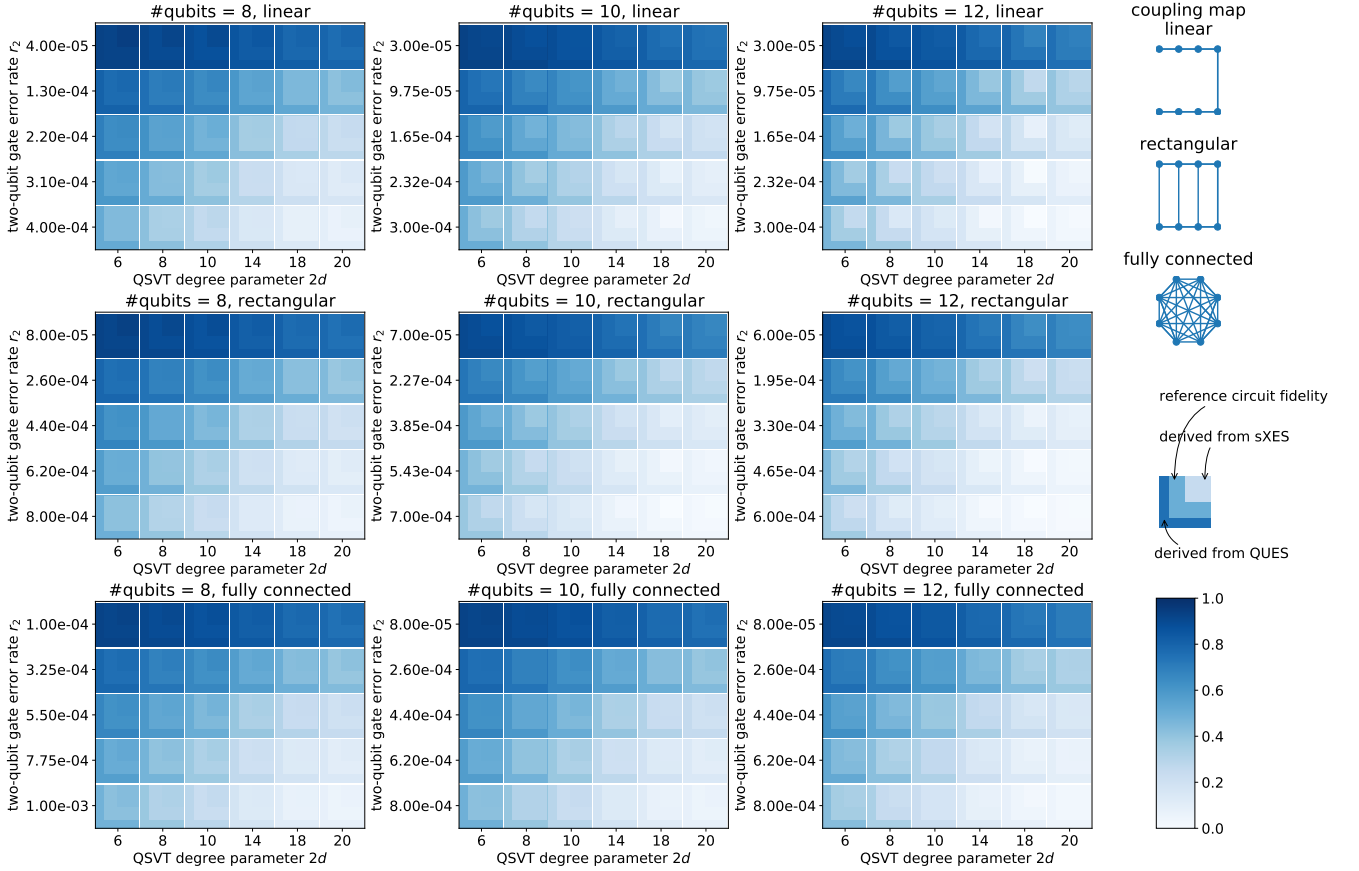 #qubits = 8, linear
two-qubit gate error rate r₂
4.00e-05
1.30e-04
2.20e-04
3.10e-04
4.00e-04
6 8 10 14 18 20
QSVT degree parameter 2d
#qubits = 10, linear
two-qubit gate error rate r₂
3.00e-05
9.75e-05
1.65e-04
2.32e-04
3.00e-04
6 8 10 14 18 20
QSVT degree parameter 2d
#qubits = 12, linear
two-qubit gate error rate r₂
3.00e-05
9.75e-05
1.65e-04
2.32e-04
3.00e-04
6 8 10 14 18 20
QSVT degree parameter 2d
#qubits = 8, rectangular
two-qubit gate error rate r₂
8.00e-05
2.60e-04
4.40e-04
6.20e-04
8.00e-04
6 8 10 14 18 20
QSVT degree parameter 2d
#qubits = 10, rectangular
two-qubit gate error rate r₂
7.00e-05
2.27e-04
3.85e-04
5.43e-04
7.00e-04
6 8 10 14 18 20
QSVT degree parameter 2d
#qubits = 12, rectangular
two-qubit gate error rate r₂
6.00e-05
1.95e-04
3.30e-04
4.65e-04
6.00e-04
6 8 10 14 18 20
QSVT degree parameter 2d
#qubits = 8, fully connected
two-qubit gate error rate r₂
1.00e-04
3.25e-04
5.50e-04
7.75e-04
1.00e-03
6 8 10 14 18 20
QSVT degree parameter 2d
#qubits = 10, fully connected
two-qubit gate error rate r₂
8.00e-05
2.60e-04
4.40e-04
6.20e-04
8.00e-04
6 8 10 14 18 20
QSVT degree parameter 2d
#qubits = 12, fully connected
two-qubit gate error rate r₂
8.00e-05
2.60e-04
4.40e-04
6.20e-04
8.00e-04
6 8 10 14 18 20
QSVT degree parameter 2d
coupling map
linear
rectangular
fully connected
reference circuit fidelity
derived from sXES
derived from QUES
1.0
0.8
0.6
0.4
0.2
0.0